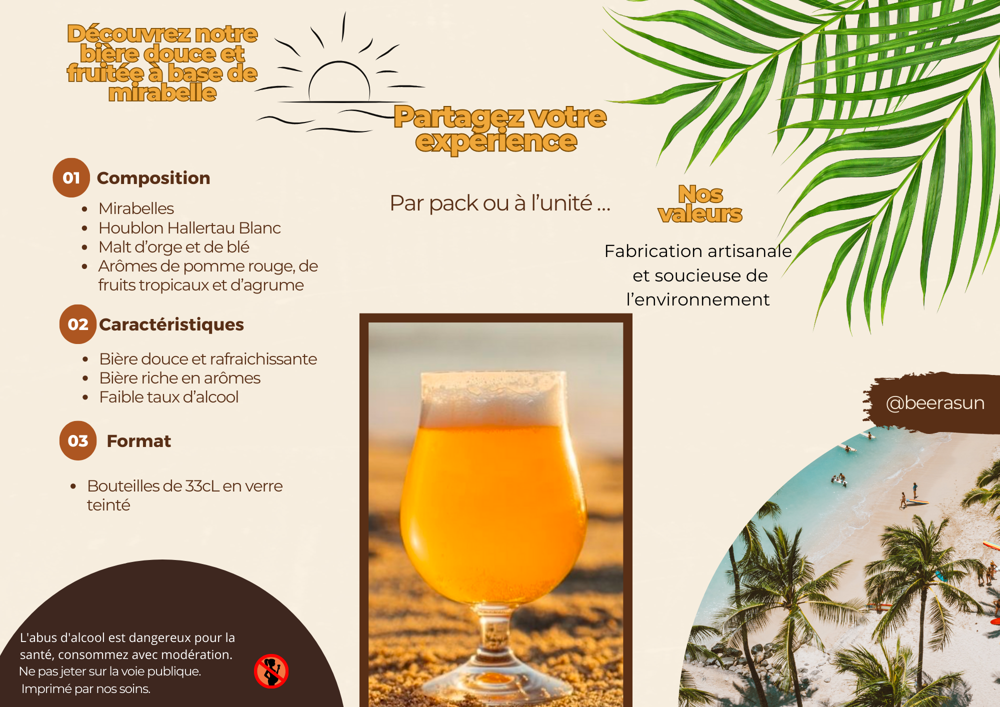 Découvrez notre
bière douce et
fruitée à base de
mirabelle
01 Composition
• Mirabelles
• Houblon Hallertau Blanc
• Malt d’orge et de blé
• Arômes de pomme rouge, de
fruits tropicaux et d’agrume
02 Caractéristiques
• Bière douce et rafraichissante
• Bière riche en arômes
• Faible taux d’alcool
03 Format
• Bouteilles de 33cL en verre
teinté
L'abus d'alcool est dangereux pour la
santé, consommez avec modération.
Ne pas jeter sur la voie publique.
Imprimé par nos soins.
Partagez votre
expérience
Par pack ou à l’unité ...
Nos
valeurs
Fabrication artisanale
et soucieuse de
l’environnement
@beerasun